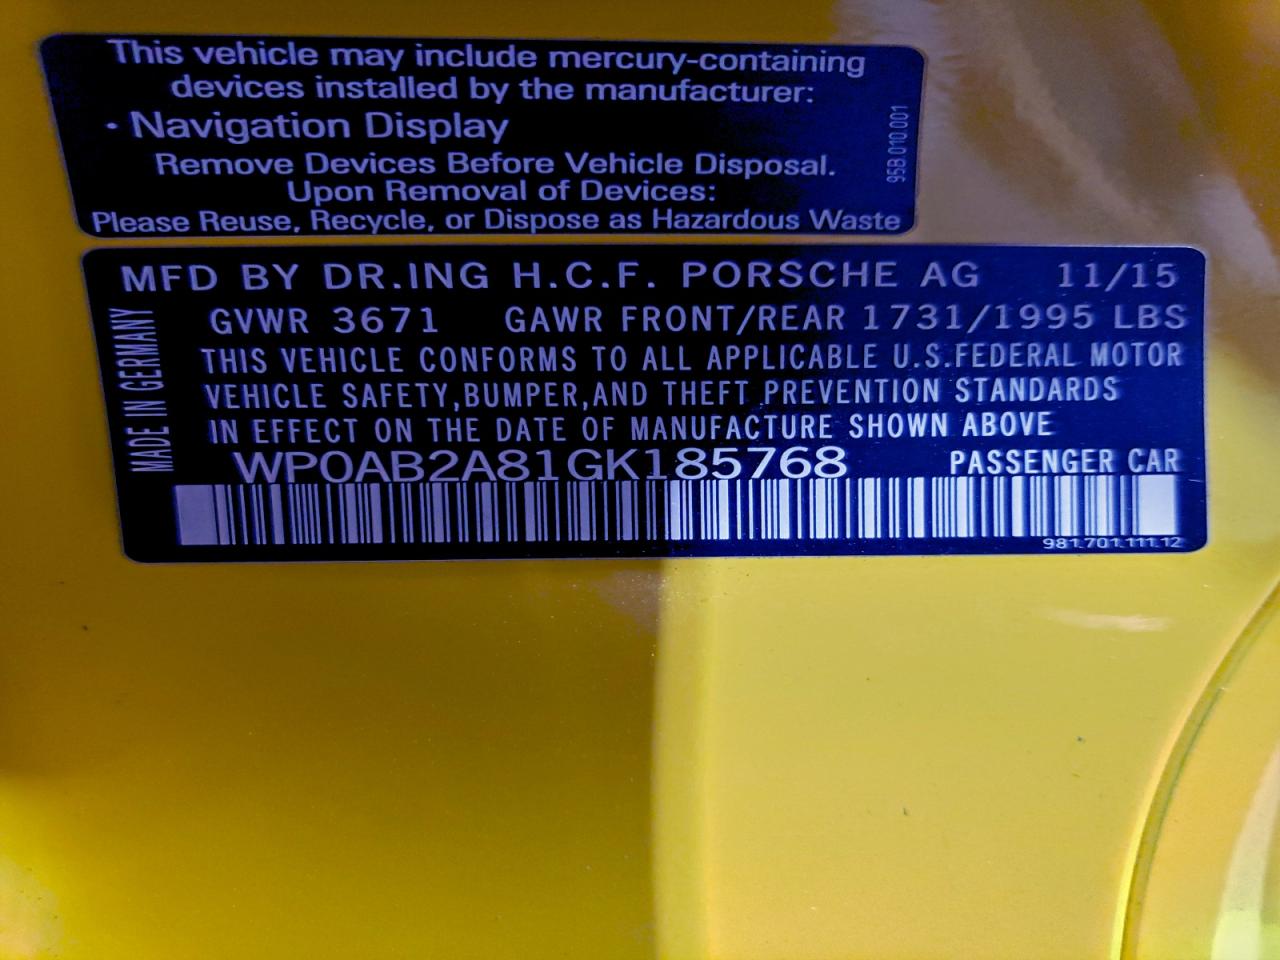 This vehicle may include mercury-containing
devices installed by the manufacturer:
• Navigation Display
Remove Devices Before Vehicle Disposal.
Upon Removal of Devices:
Please Reuse, Recycle, or Dispose as Hazardous Waste
95B.010.001
MFD BY DR.ING H.C.F. PORSCHE AG 11/15
GVWR 3671 GAWR FRONT/REAR 1731/1995 LBS
THIS VEHICLE CONFORMS TO ALL APPLICABLE U.S.FEDERAL MOTOR
VEHICLE SAFETY,BUMPER,AND THEFT PREVENTION STANDARDS
IN EFFECT ON THE DATE OF MANUFACTURE SHOWN ABOVE
WP0AB2A81GK185768 PASSENGER CAR
981.701.111.12
MADE IN GERMANY